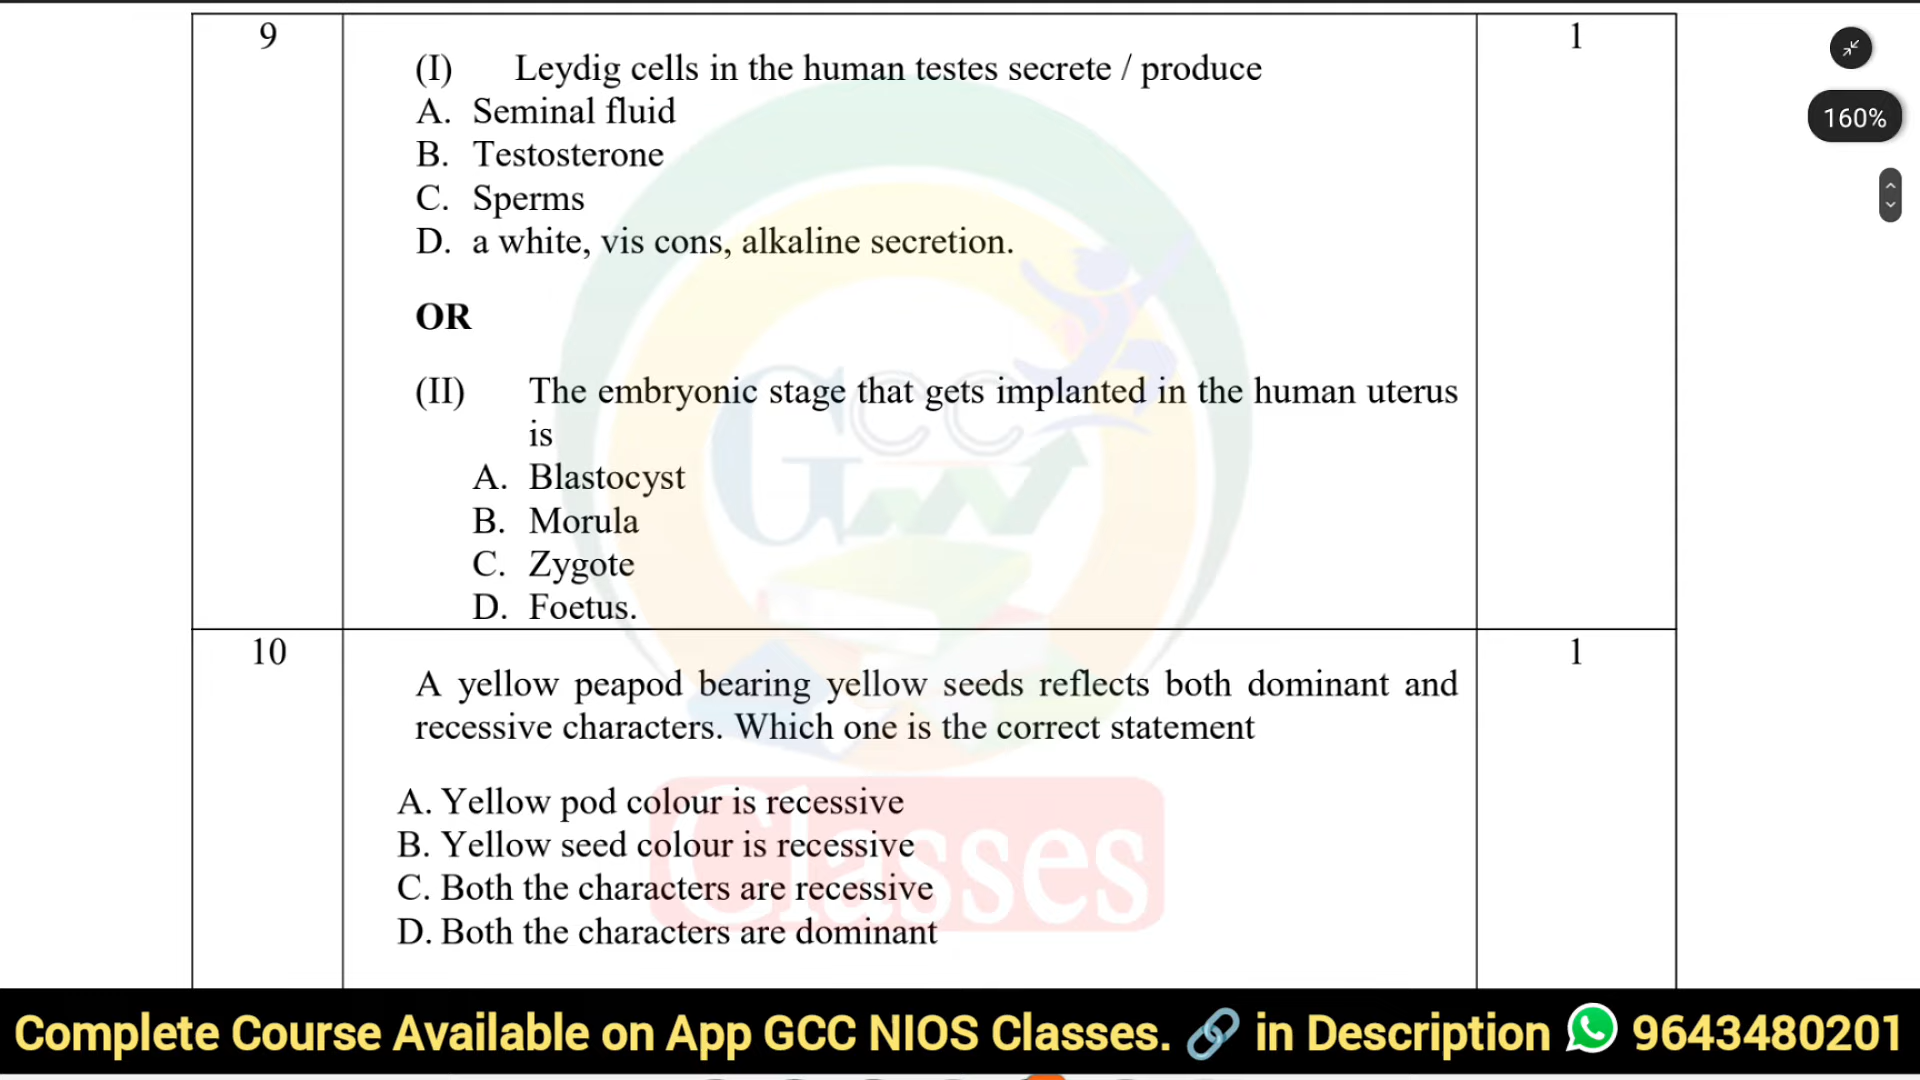 9
1
(I) Leydig cells in the human testes secrete / produce
A. Seminal fluid
B. Testosterone
C. Sperms
D. a white, vis cons, alkaline secretion.
OR
(II) The embryonic stage that gets implanted in the human uterus
is
A. Blastocyst
B. Morula
C. Zygote
D. Foetus.
10
1
A yellow peapod bearing yellow seeds reflects both dominant and
recessive characters. Which one is the correct statement
A. Yellow pod colour is recessive
B. Yellow seed colour is recessive
C. Both the characters are recessive
D. Both the characters are dominant
160%
GCC
Classes
Complete Course Available on App GCC NIOS Classes. 🔗 in Description 9643480201